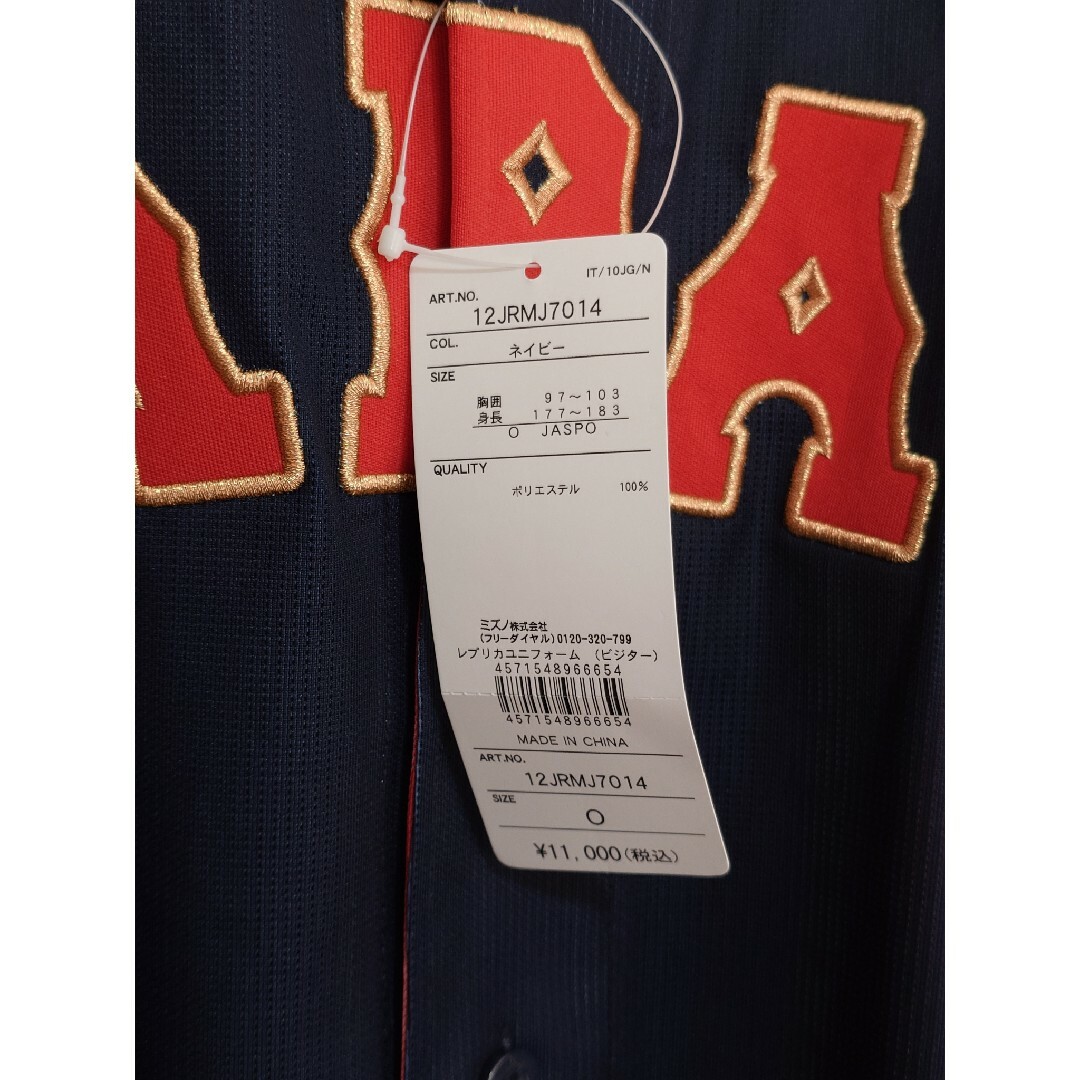 APA
IT/10JG/N
ART.NO.
12JRMJ7014
COL.
ネイビー
SIZE
胸囲 97〜103
身長 177〜183
O JASPO
QUALITY
ポリエステル 100%
ミズノ株式会社
(フリーダイヤル)0120-320-799
レプリカユニフォーム (ビジター)
4571548966654
4571548966654
MADE IN CHINA
ART.NO.
12JRMJ7014
SIZE
O
¥11,000(税込)